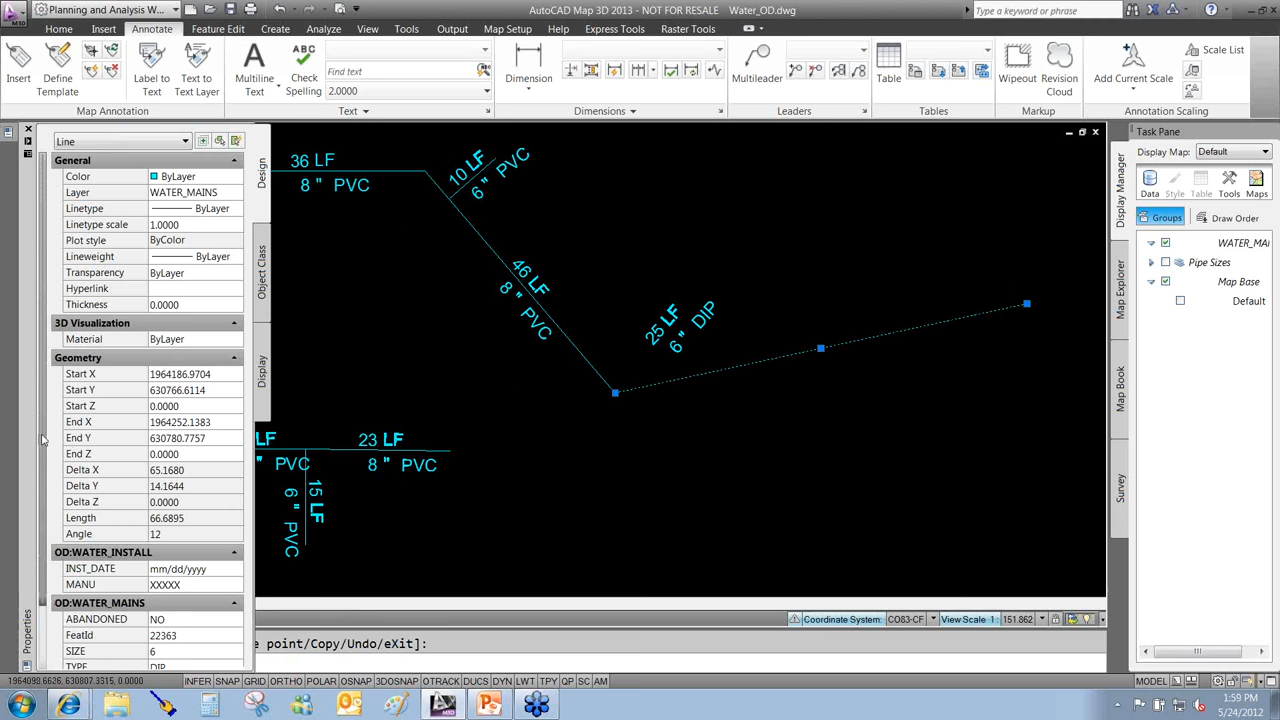 Planning and Analysis W...
AutoCAD Map 3D 2013 - NOT FOR RESALE Water_OD.dwg
Type a keyword or phrase
Home Insert Annotate Feature Edit Create Analyze View Tools Output Help Map Setup Express Tools Raster Tools
Insert
Define Template
Label to Text
Text to Text Layer
Map Annotation
Multiline Text
ABC
Check Spelling
Find text
2.0000
Text
Dimension
Dimensions
Multileader
Leaders
Table
Tables
Wipeout
Revision Cloud
Markup
Add Current Scale
Scale List
Annotation Scaling
Line
General
Color ByLayer
Layer WATER_MAINS
Linetype ByLayer
Linetype scale 1.0000
Plot style ByColor
Lineweight ByLayer
Transparency ByLayer
Hyperlink
Thickness 0.0000
3D Visualization
Material ByLayer
Geometry
Start X 1964186.9704
Start Y 630766.6114
Start Z 0.0000
End X 1964252.1383
End Y 630780.7757
End Z 0.0000
Delta X 65.1680
Delta Y 14.1644
Delta Z 0.0000
Length 66.6895
Angle 12
OD:WATER_INSTALL
INST_DATE mm/dd/yyyy
MANU XXXXX
OD:WATER_MAINS
ABANDONED NO
FeatId 22363
SIZE 6
TYPE DIP
Properties
Design
Object Class
Display
36 LF
8 " PVC
10 LF
6 " PVC
46 LF
8 " PVC
25 LF
6 " DIP
LF
" PVC
23 LF
8 " PVC
15 LF
6 " PVC
Task Pane
Display Map: Default
Data Style Table Tools Maps
Groups Draw Order
WATER_MAI
Pipe Sizes
Map Base
Default
Display Manager
Map Explorer
Map Book
Survey
Coordinate System: CO83-CF View Scale 1: 151.862
e point/Copy/Undo/eXit]:
1964098.6626, 630807.3315, 0.0000
INFER SNAP GRID ORTHO POLAR OSNAP 3DOSNAP OTRACK DUCS DYN LWT TPY QP SC AM
MODEL
1:59 PM
5/24/2012